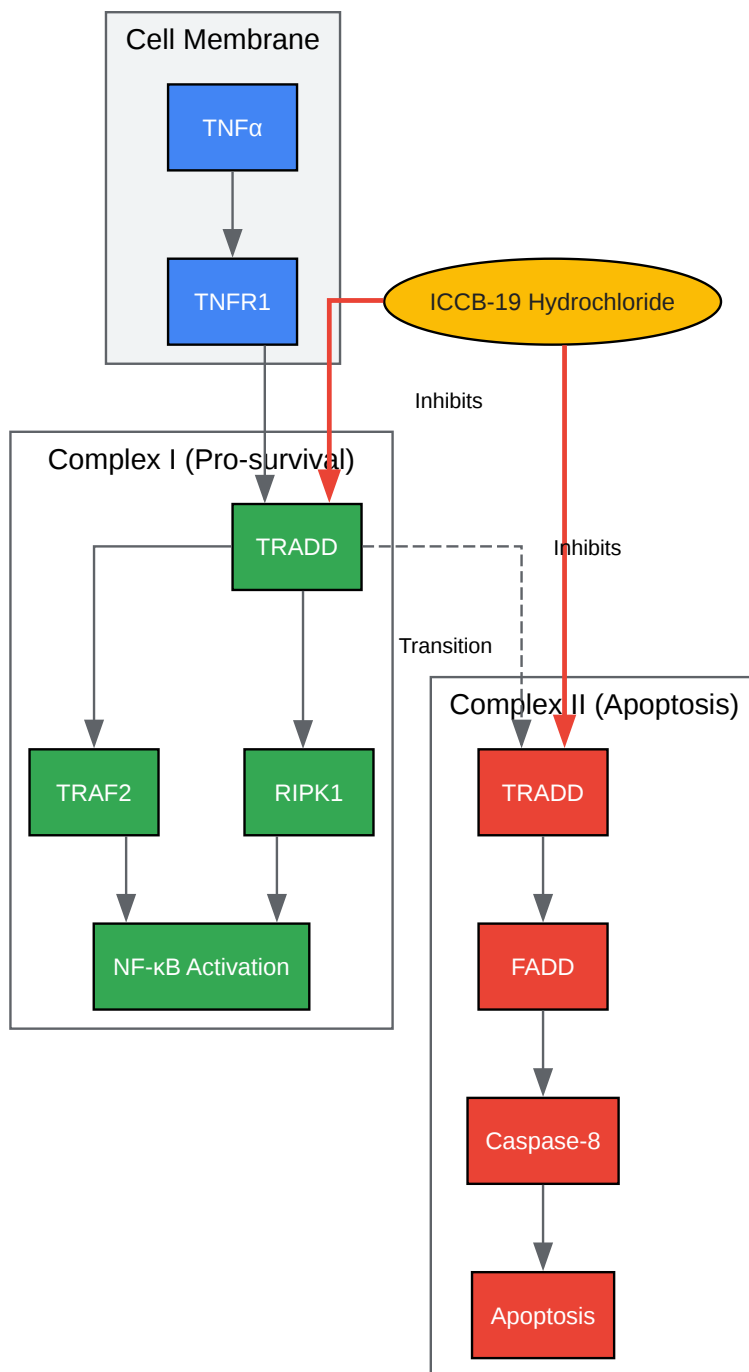 Cell Membrane
TNFα
TNFR1
ICCB-19 Hydrochloride
Inhibits
Complex I (Pro-survival)
TRADD
Inhibits
Transition
Complex II (Apoptosis)
TRAF2
RIPK1
TRADD
NF-κB Activation
FADD
Caspase-8
Apoptosis